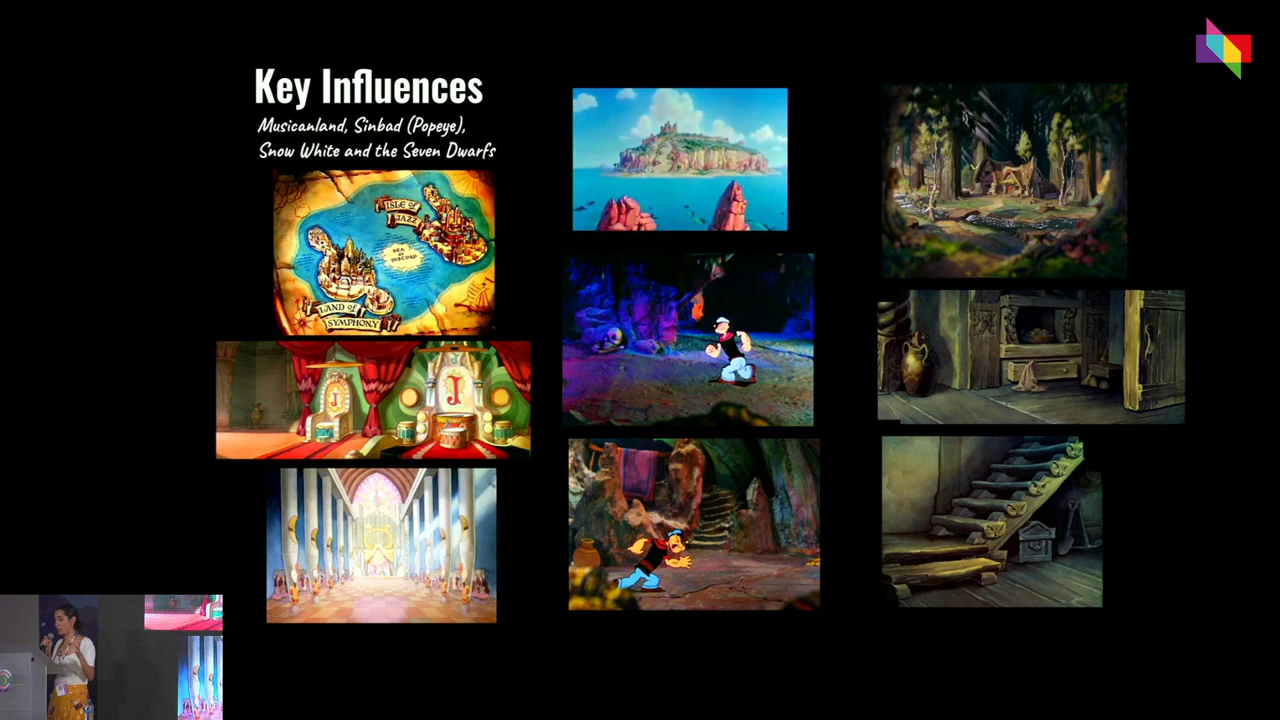 Key Influences
Musicanland, Sinbad (Popeye),
Snow White and the Seven Dwarfs
ISLE OF
JAZZ
SEA
OF
DISCORD
LAND OF
SYMPHONY
J
J